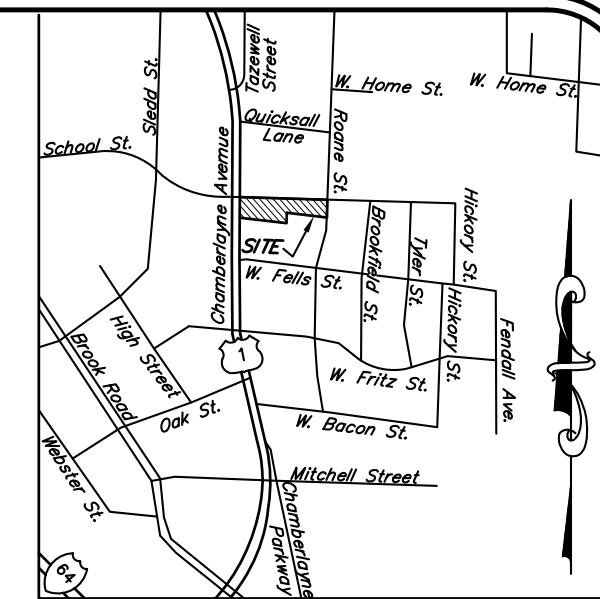 Sledd St.
Tazewell
Street
W. Home St.
W. Home St.
Quicksall
Lane
Roane St.
School St.
Chamberlayne Avenue
SITE
Brookfield St.
Tyler St.
Hickory St.
W. Fells St.
Hickory St.
Fendall Ave.
High Street
Brook Road
1
W. Fritz St.
Oak St.
W. Bacon St.
Webster St.
Mitchell Street
Chamberlayne
Parkway
64